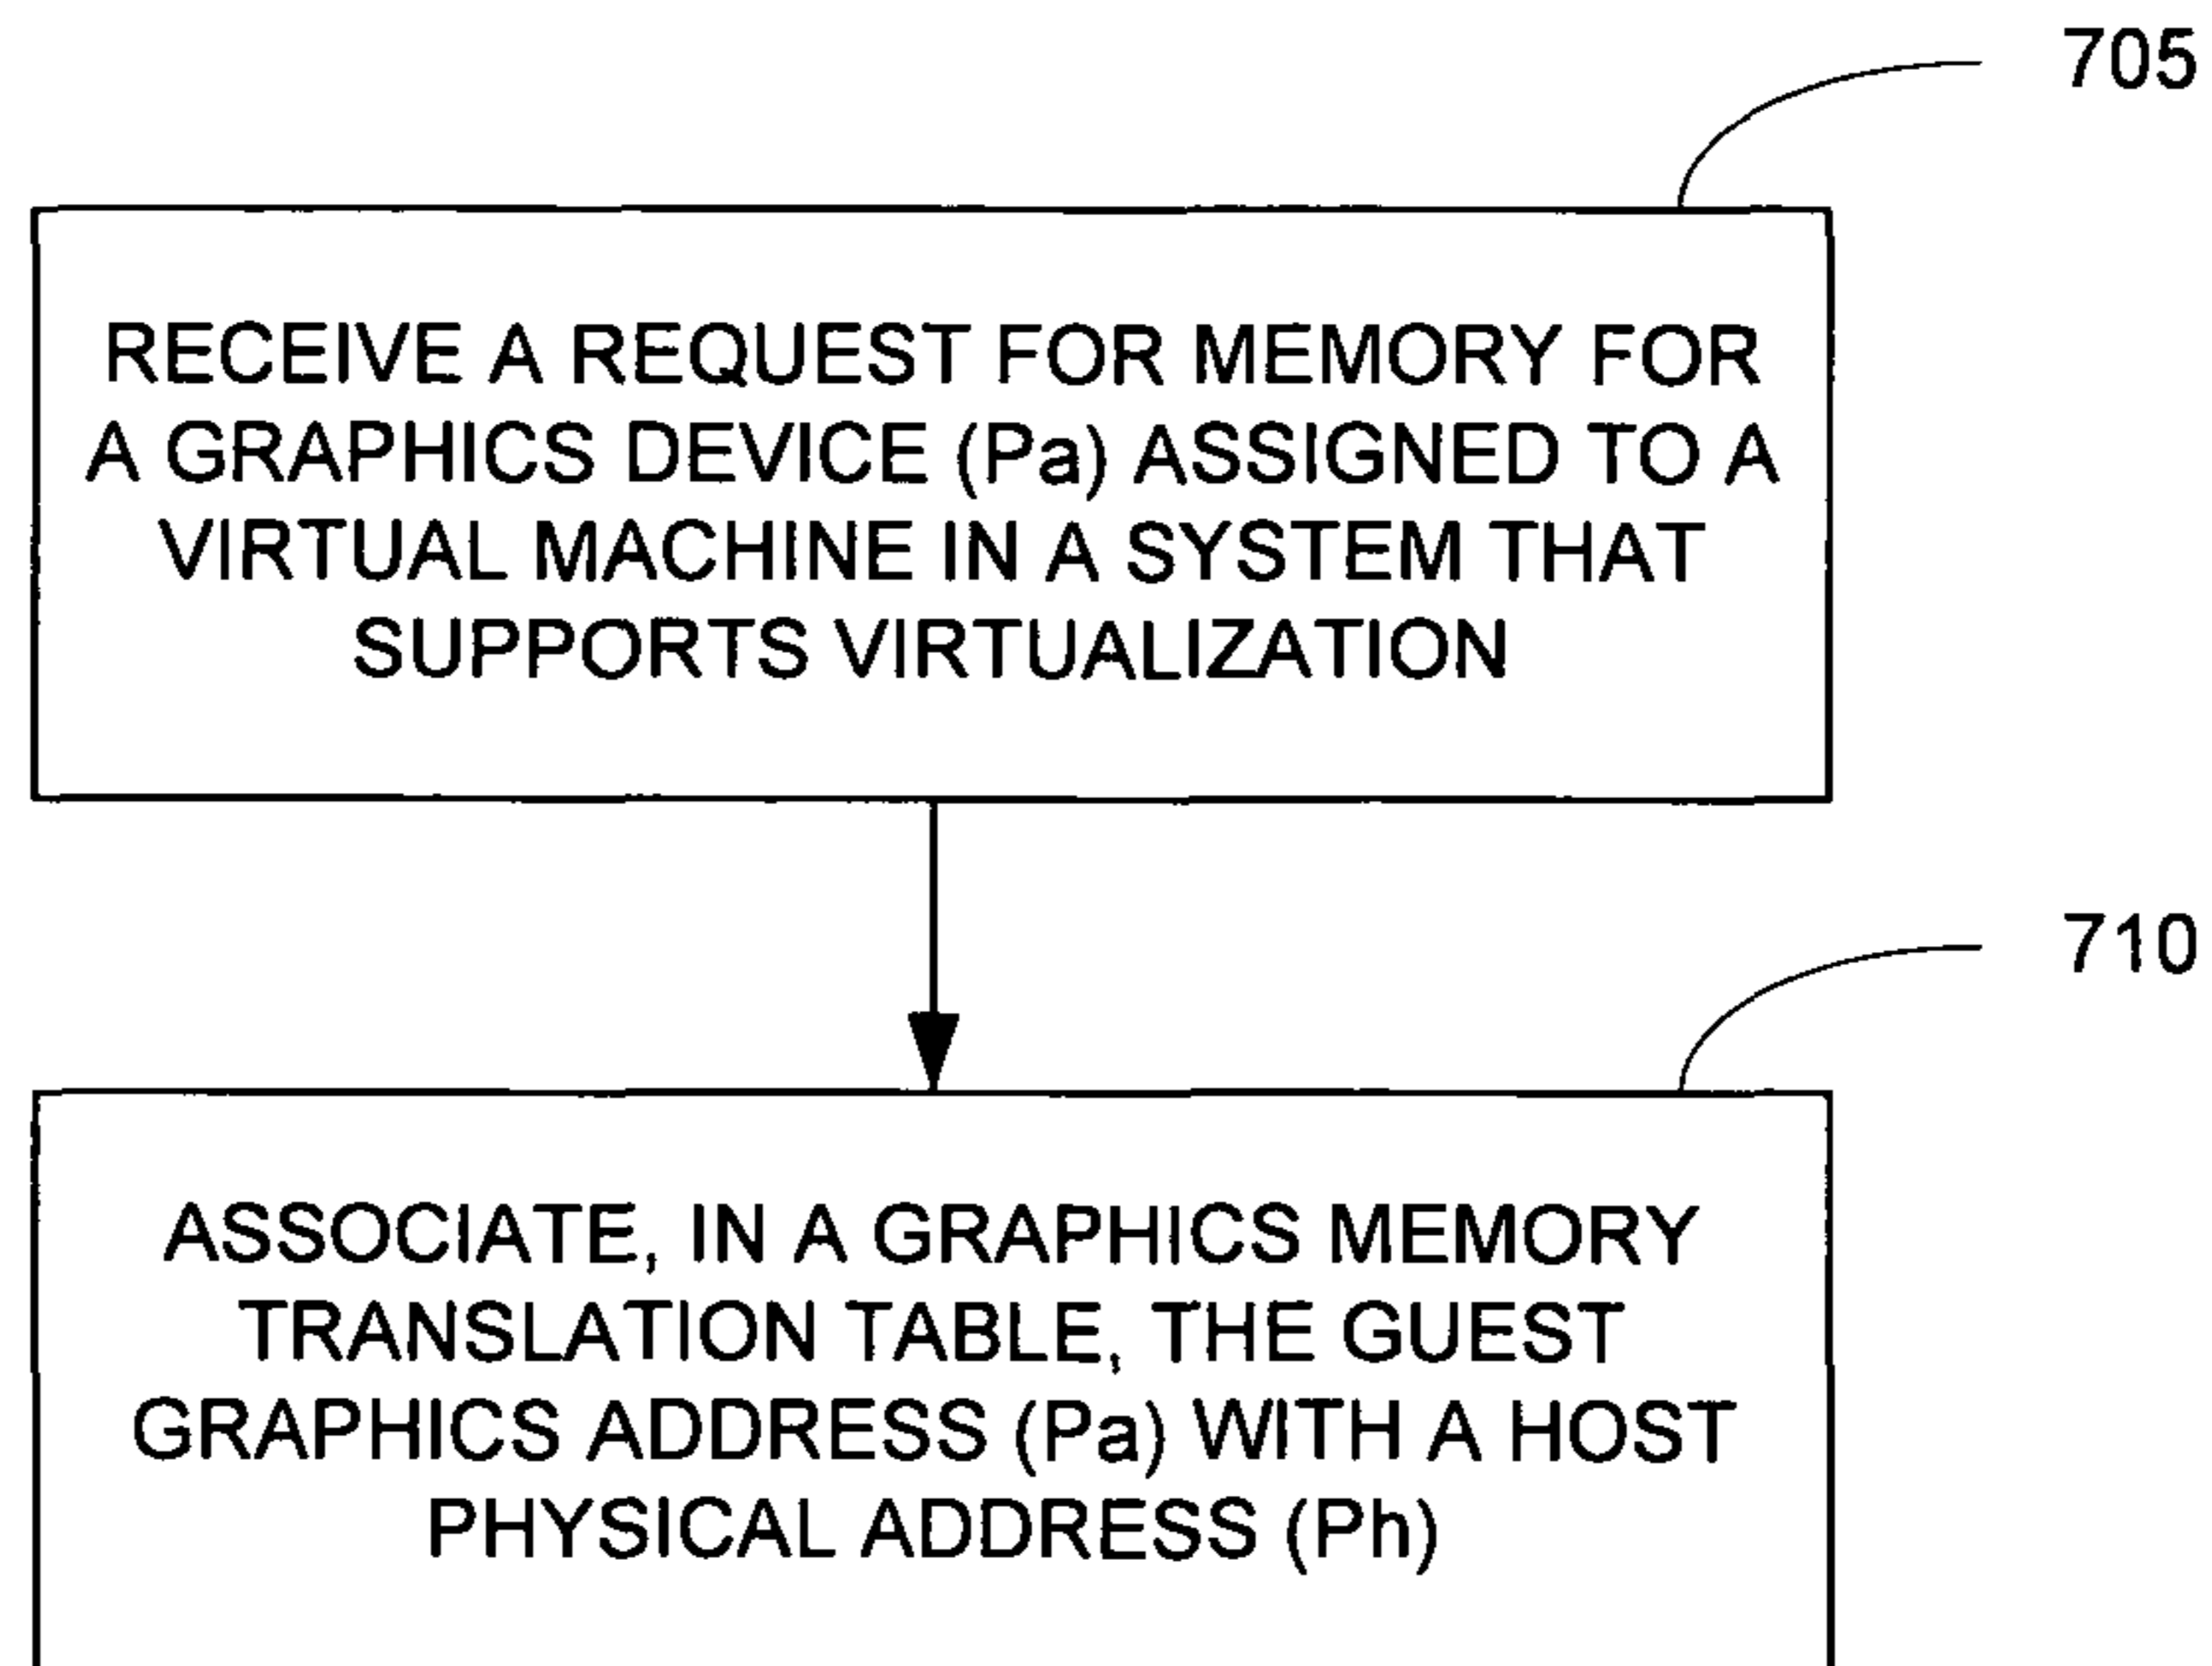 705
RECEIVE A REQUEST FOR MEMORY FOR
A GRAPHICS DEVICE (Pa) ASSIGNED TO A
VIRTUAL MACHINE IN A SYSTEM THAT
SUPPORTS VIRTUALIZATION
710
ASSOCIATE, IN A GRAPHICS MEMORY
TRANSLATION TABLE, THE GUEST
GRAPHICS ADDRESS (Pa) WITH A HOST
PHYSICAL ADDRESS (Ph)